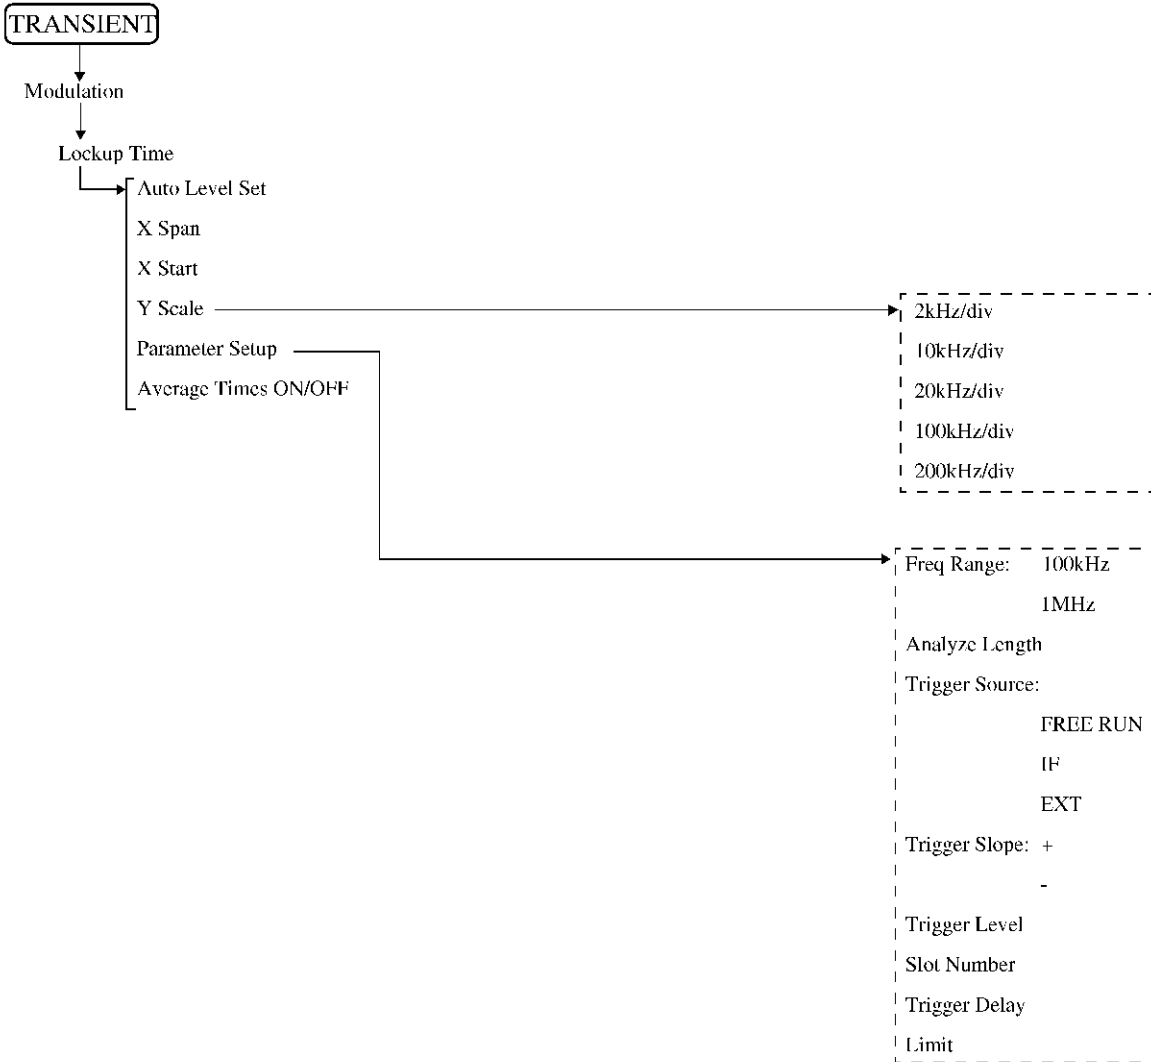 TRANSIENT
Modulation
Lockup Time
Auto Level Set
X Span
X Start
Y Scale
Parameter Setup
Average Times ON/OFF
2kHz/div
10kHz/div
20kHz/div
100kHz/div
200kHz/div
Freq Range: 100kHz
1MHz
Analyze Length
Trigger Source:
FREE RUN
IF
EXT
Trigger Slope: +
-
Trigger Level
Slot Number
Trigger Delay
Limit